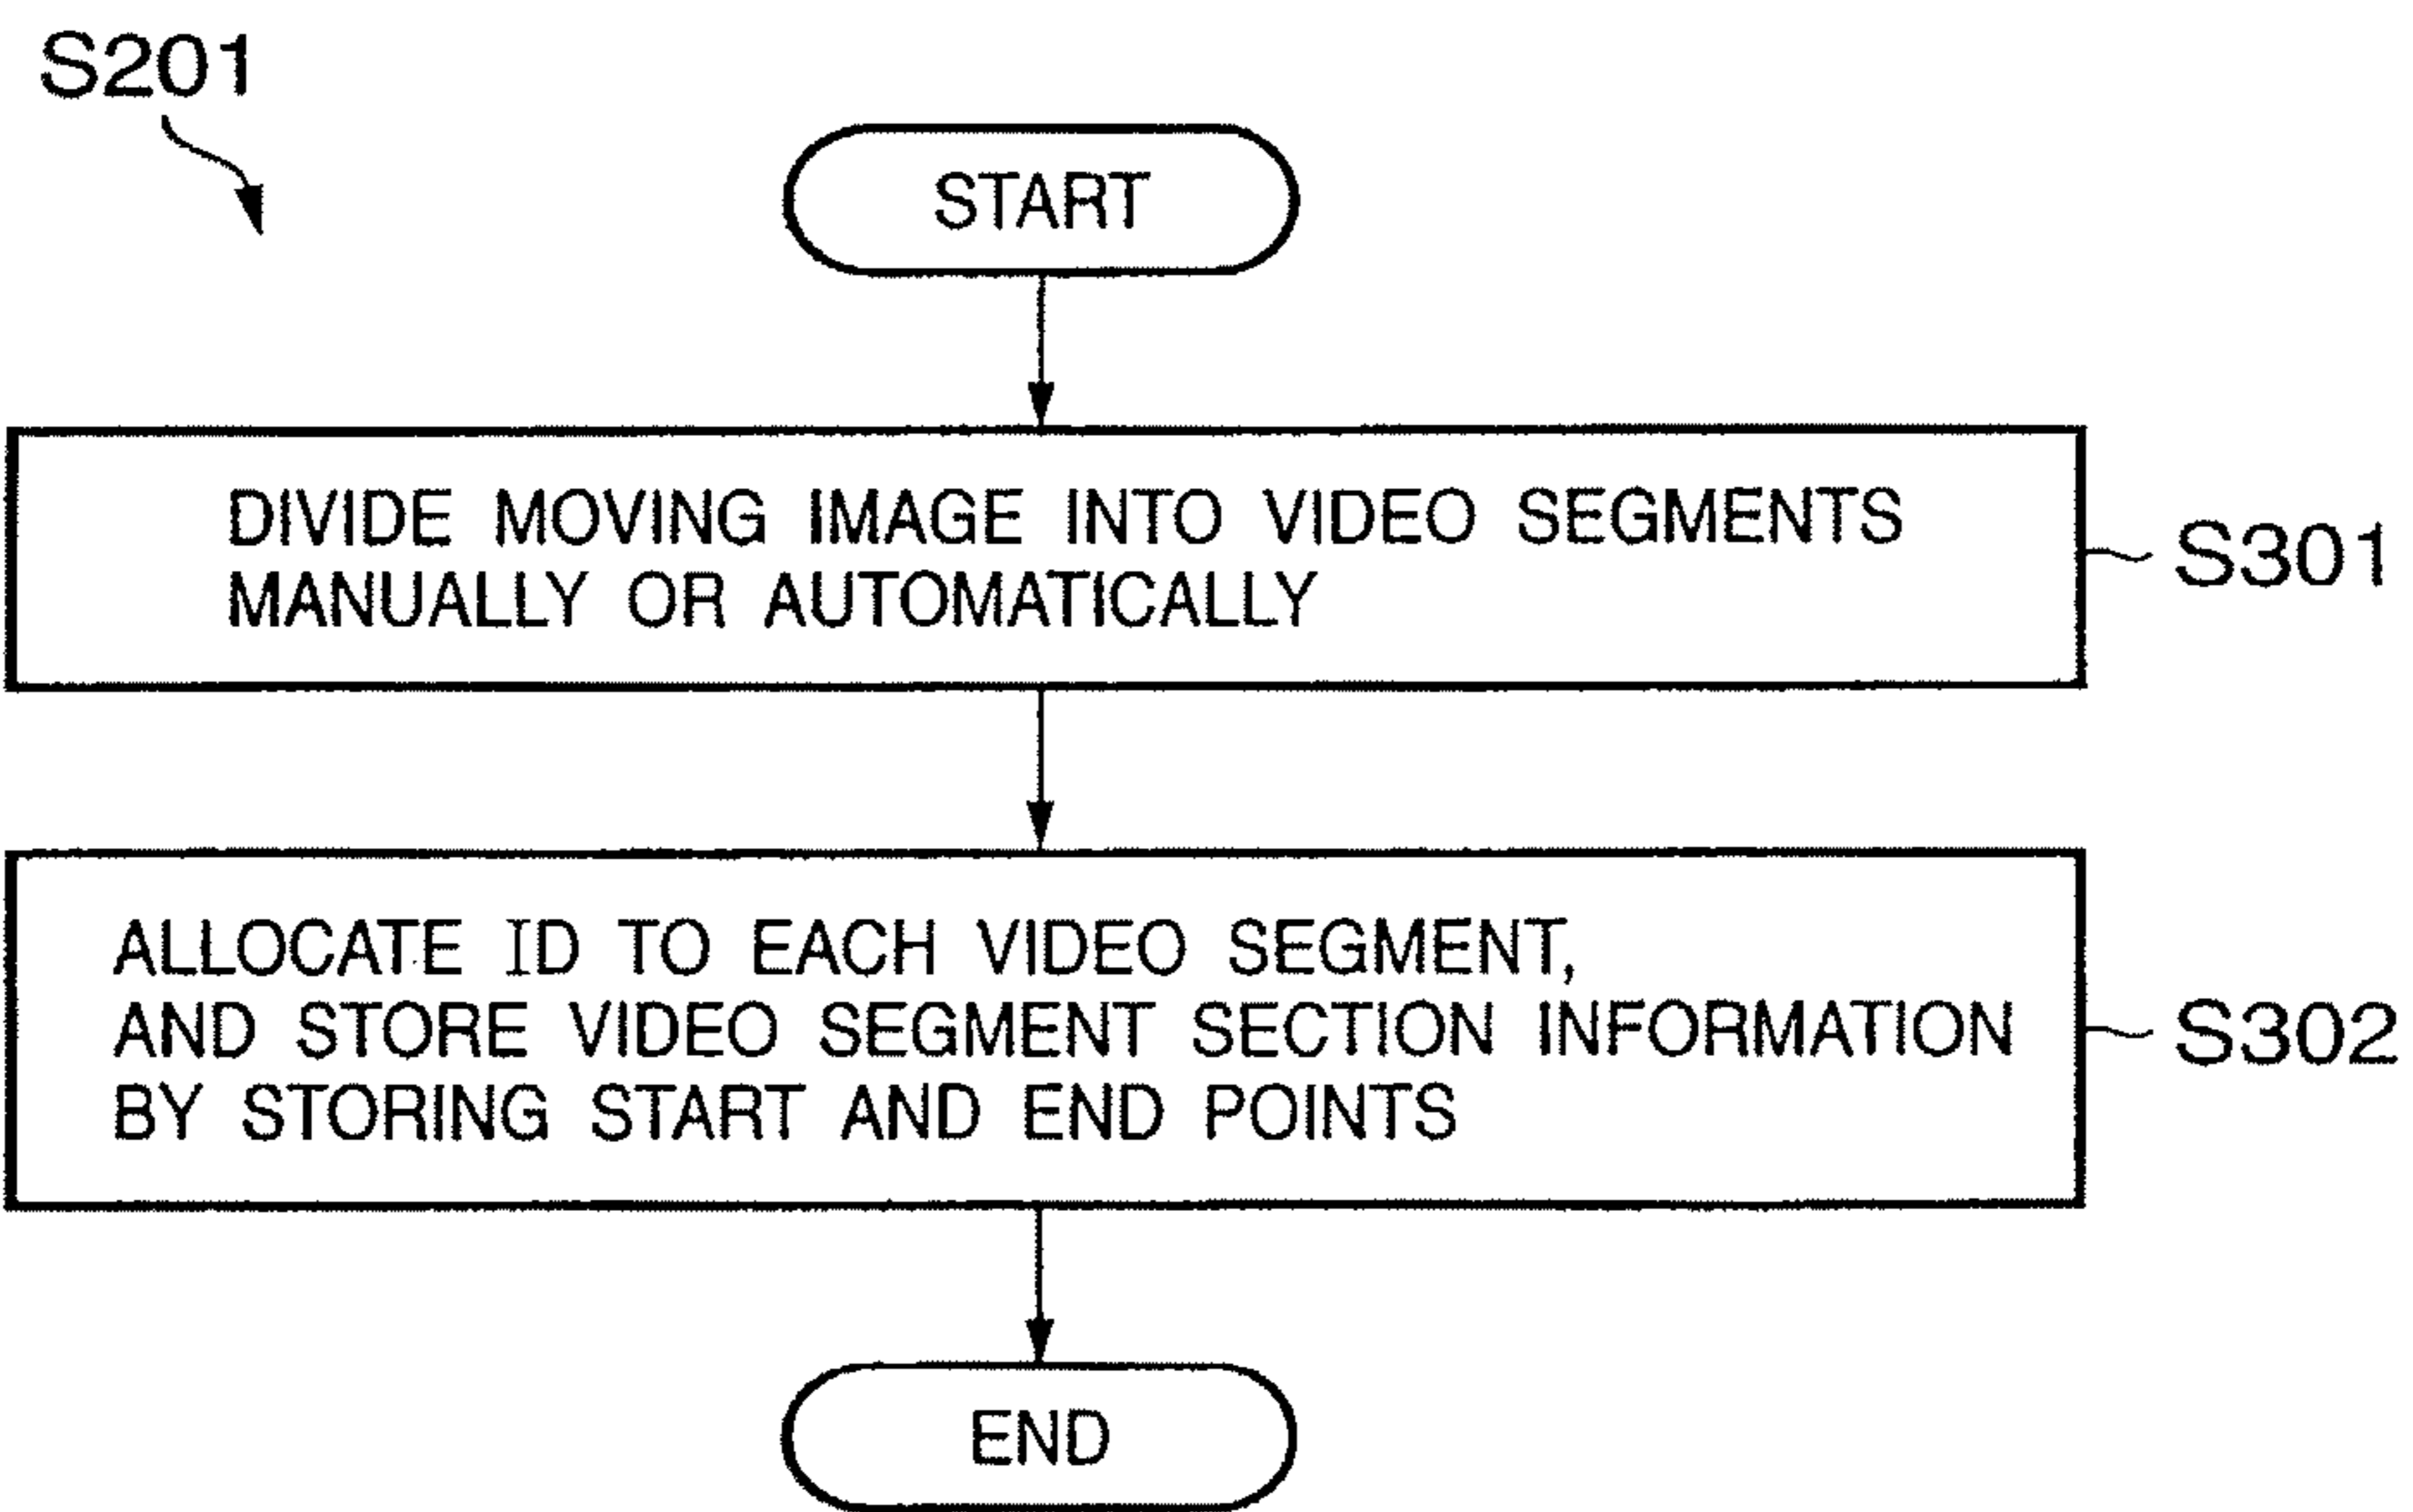 S201
START
DIVIDE MOVING IMAGE INTO VIDEO SEGMENTS
MANUALLY OR AUTOMATICALLY
S301
ALLOCATE ID TO EACH VIDEO SEGMENT,
AND STORE VIDEO SEGMENT SECTION INFORMATION
BY STORING START AND END POINTS
S302
END